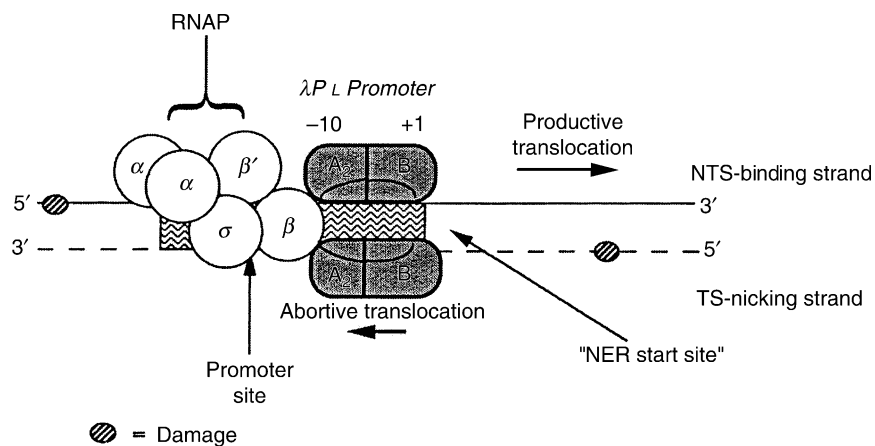 RNAP
λP L Promoter
−10 +1
Productive
translocation
NTS-binding strand
α α β′ σ β
A2 B
5′ 3′
3′ 5′
A2 B
TS-nicking strand
Abortive translocation
"NER start site"
Promoter
site
= Damage